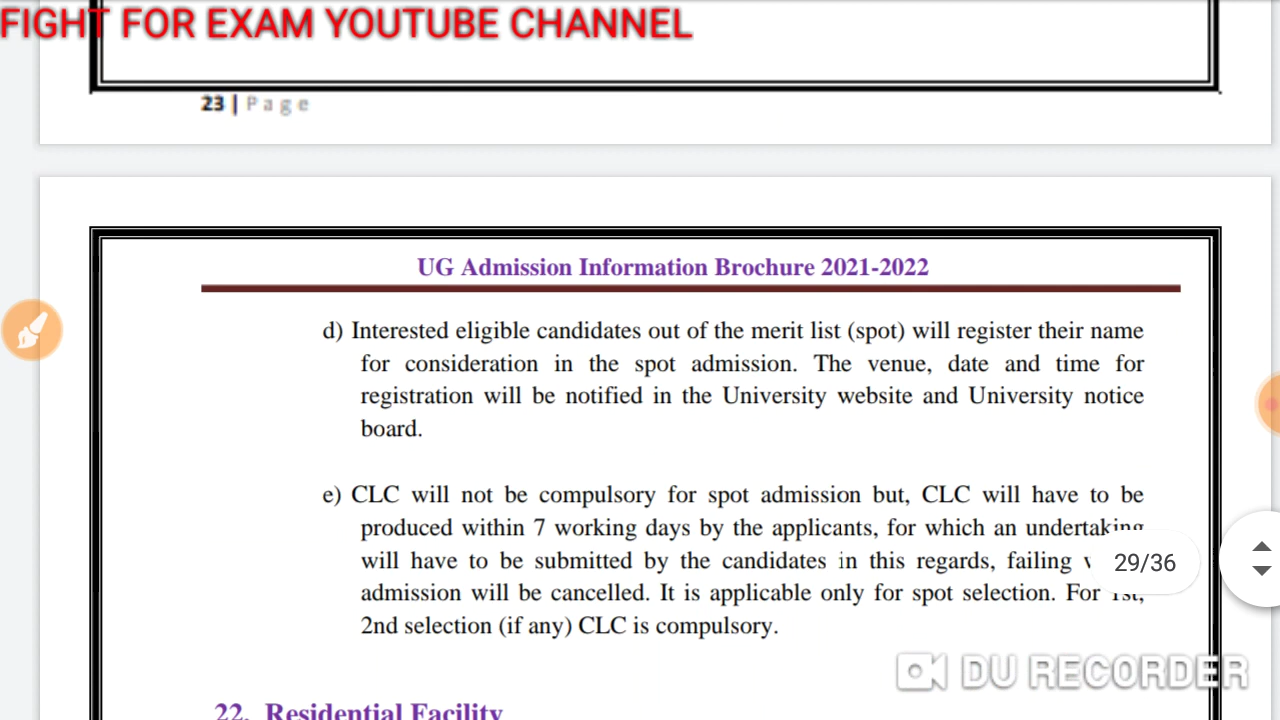 FIGHT FOR EXAM YOUTUBE CHANNEL
23 | Page
UG Admission Information Brochure 2021-2022
d) Interested eligible candidates out of the merit list (spot) will register their name
for consideration in the spot admission. The venue, date and time for
registration will be notified in the University website and University notice
board.
e) CLC will not be compulsory for spot admission but, CLC will have to be
produced within 7 working days by the applicants, for which an undertaking
will have to be submitted by the candidates in this regards, failing
29/36
admission will be cancelled. It is applicable only for spot selection. For 1st,
2nd selection (if any) CLC is compulsory.
DU RECORDER
22. Residential Facility